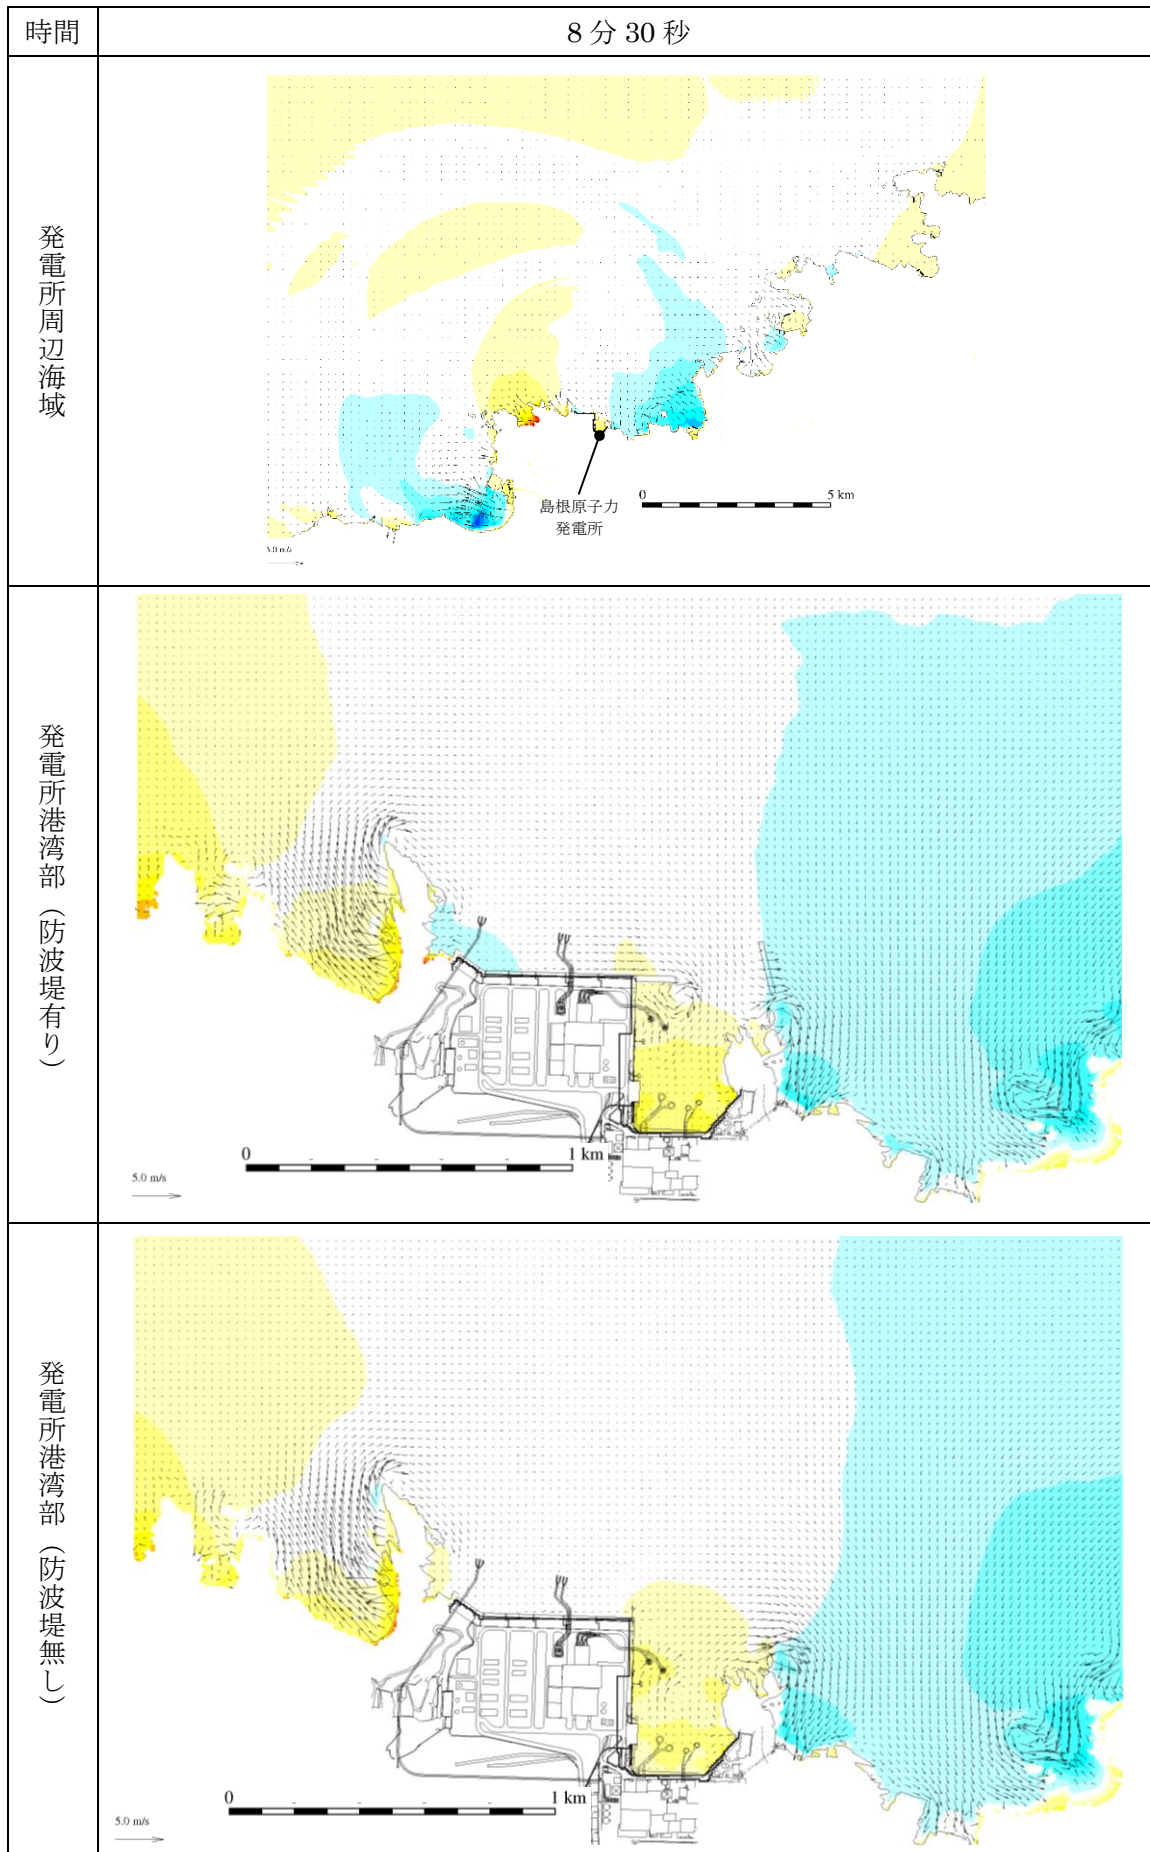 時間
8分30秒
発電所周辺海域
島根原子力
発電所
0
5 km
5.0 m/s
発電所港湾部（防波堤有り）
0
1 km
5.0 m/s
発電所港湾部（防波堤無し）
0
1 km
5.0 m/s